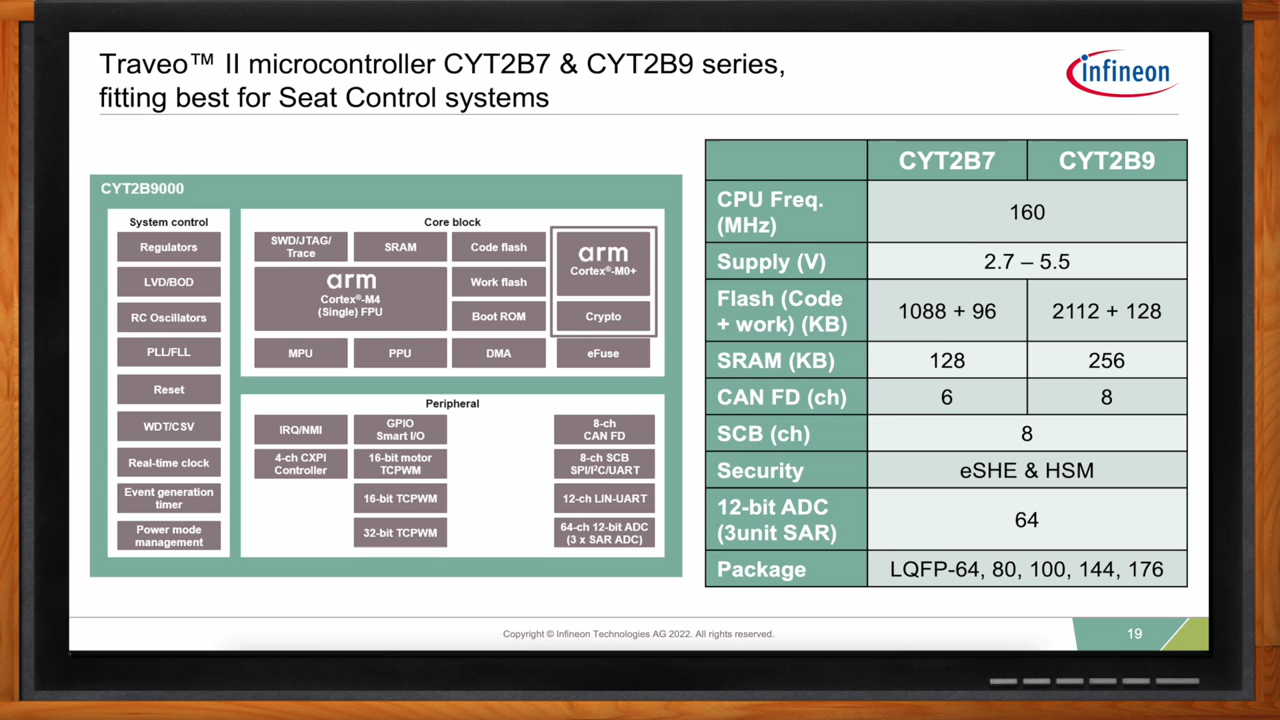 Traveo™ II microcontroller CYT2B7 & CYT2B9 series,
fitting best for Seat Control systems
infineon
CYT2B9000
System control
Regulators
LVD/BOD
RC Oscillators
PLL/FLL
Reset
WDT/CSV
Real-time clock
Event generation
timer
Power mode
management
Core block
SWD/JTAG/
Trace
SRAM
Code flash
arm
Cortex®-M0+
arm
Cortex®-M4
(Single) FPU
Work flash
Boot ROM
Crypto
MPU
PPU
DMA
eFuse
Peripheral
IRQ/NMI
GPIO
Smart I/O
8-ch
CAN FD
4-ch CXPI
Controller
16-bit motor
TCPWM
8-ch SCB
SPI/I²C/UART
16-bit TCPWM
12-ch LIN-UART
32-bit TCPWM
64-ch 12-bit ADC
(3 x SAR ADC)
CYT2B7 CYT2B9
CPU Freq.
(MHz)
160
Supply (V) 2.7 – 5.5
Flash (Code
+ work) (KB)
1088 + 96 2112 + 128
SRAM (KB) 128 256
CAN FD (ch) 6 8
SCB (ch) 8
Security eSHE & HSM
12-bit ADC
(3unit SAR)
64
Package LQFP-64, 80, 100, 144, 176
Copyright © Infineon Technologies AG 2022. All rights reserved.
19